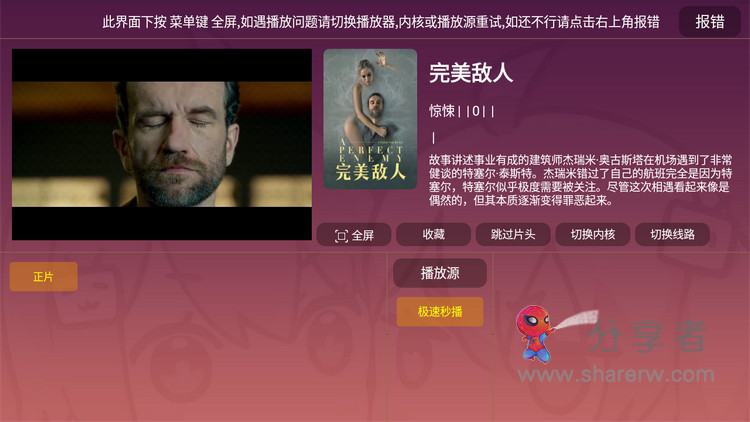 此界面下按 菜单键 全屏,如遇播放问题请切换播放器,内核或播放源重试,如还不行请点击右上角报错
报错
A
PERFECT
ENEMY
完美敌人
完美敌人
惊悚||0||
|
故事讲述事业有成的建筑师杰瑞米·奥古斯塔在机场遇到了非常
健谈的特塞尔·泰斯特。杰瑞米错过了自己的航班完全是因为特
塞尔，特塞尔似乎极度需要被关注。尽管这次相遇看起来像是
偶然的，但其本质逐渐变得罪恶起来。
全屏
收藏
跳过片头
切换内核
切换线路
正片
播放源
极速秒播
分享者
www.sharerw.com